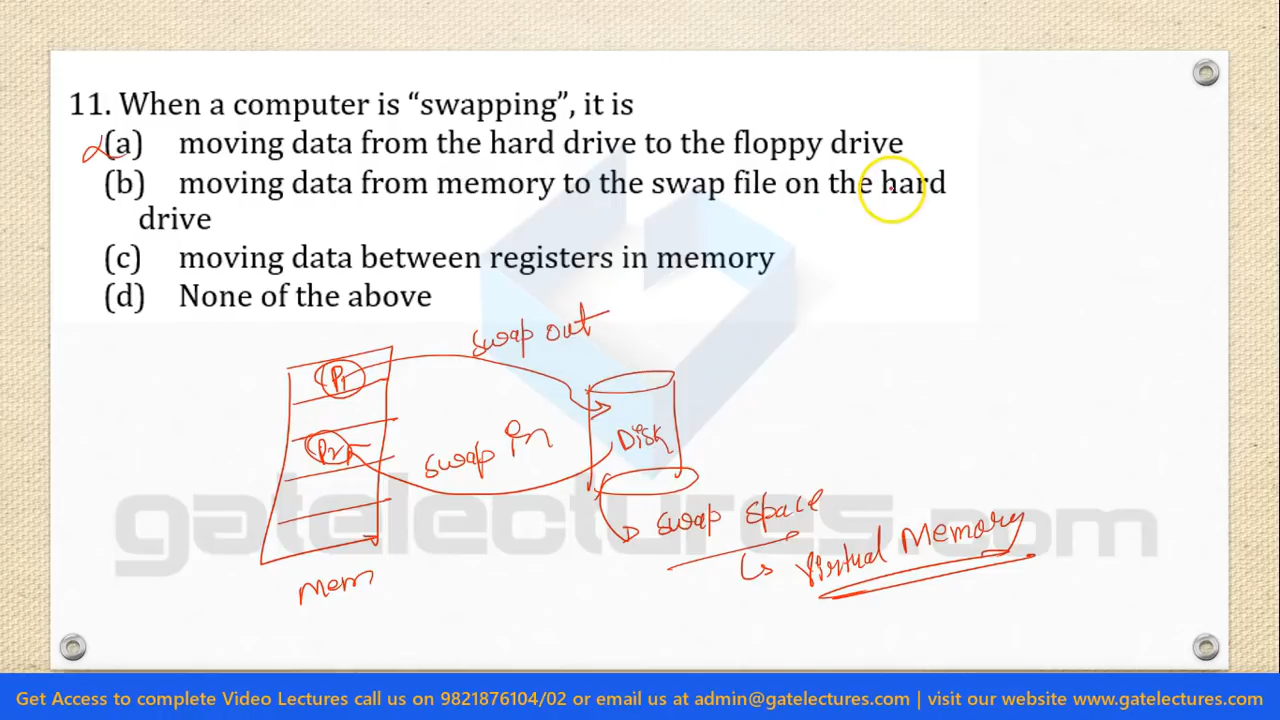 11. When a computer is “swapping”, it is
(a) moving data from the hard drive to the floppy drive
(b) moving data from memory to the swap file on the hard
drive
(c) moving data between registers in memory
(d) None of the above
swap out
P1
Disk
swap in
P2
swap space
Virtual Memory
Mem
gatelectures.com
Get Access to complete Video Lectures call us on 9821876104/02 or email us at admin@gatelectures.com | visit our website www.gatelectures.com